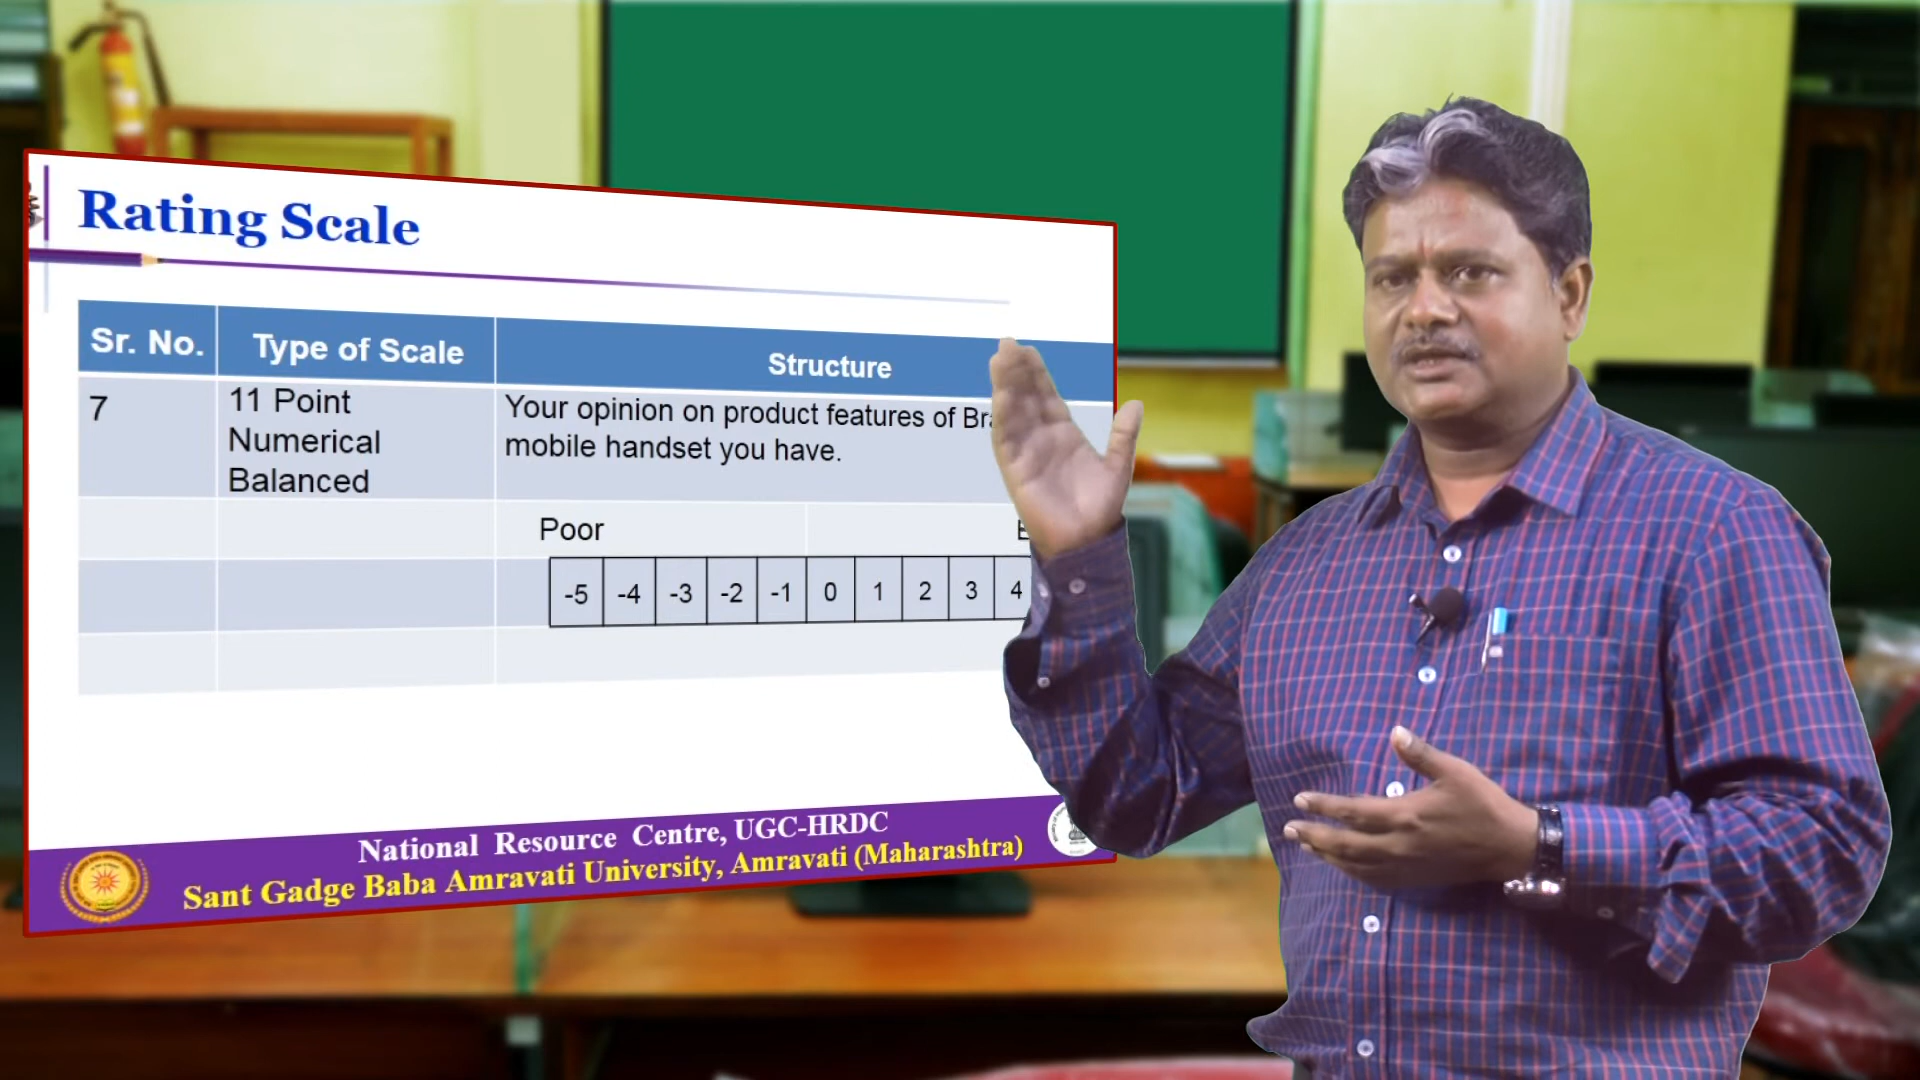 Rating Scale
Sr. No. Type of Scale Structure
7
11 Point
Numerical
Balanced
Your opinion on product features of
mobile handset you have.
Poor
-5 -4 -3 -2 -1 0 1 2 3 4
National Resource Centre, UGC-HRDC
Sant Gadge Baba Amravati University, Amravati (Maharashtra)